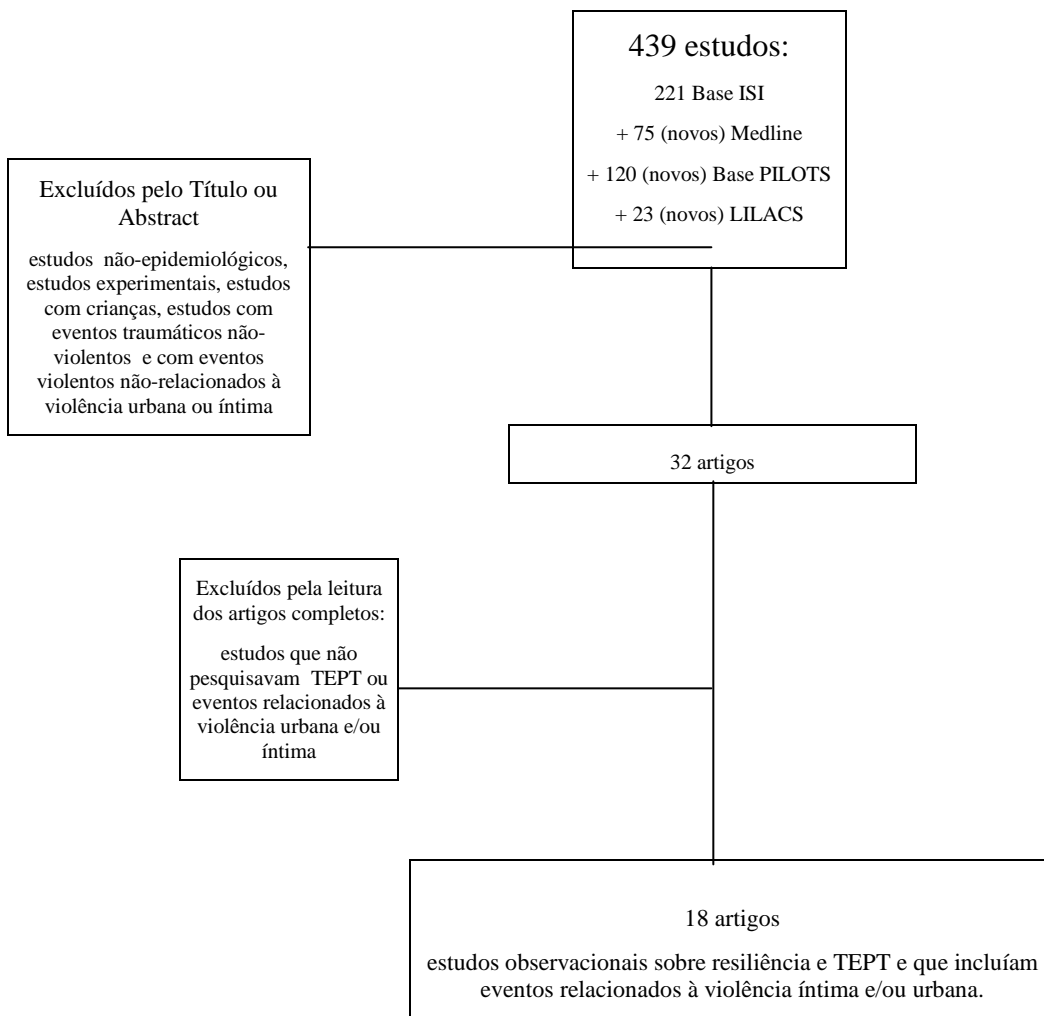 439 estudos:
221 Base ISI
+ 75 (novos) Medline
+ 120 (novos) Base PILOTS
+ 23 (novos) LILACS
Excluídos pelo Título ou
Abstract
estudos não-epidemiológicos,
estudos experimentais, estudos
com crianças, estudos com
eventos traumáticos não-
violentos e com eventos
violentos não-relacionados à
violência urbana ou íntima
32 artigos
Excluídos pela leitura
dos artigos completos:
estudos que não
pesquisavam TEPT ou
eventos relacionados à
violência urbana e/ou
íntima
18 artigos
estudos observacionais sobre resiliência e TEPT e que incluíam
eventos relacionados à violência íntima e/ou urbana.